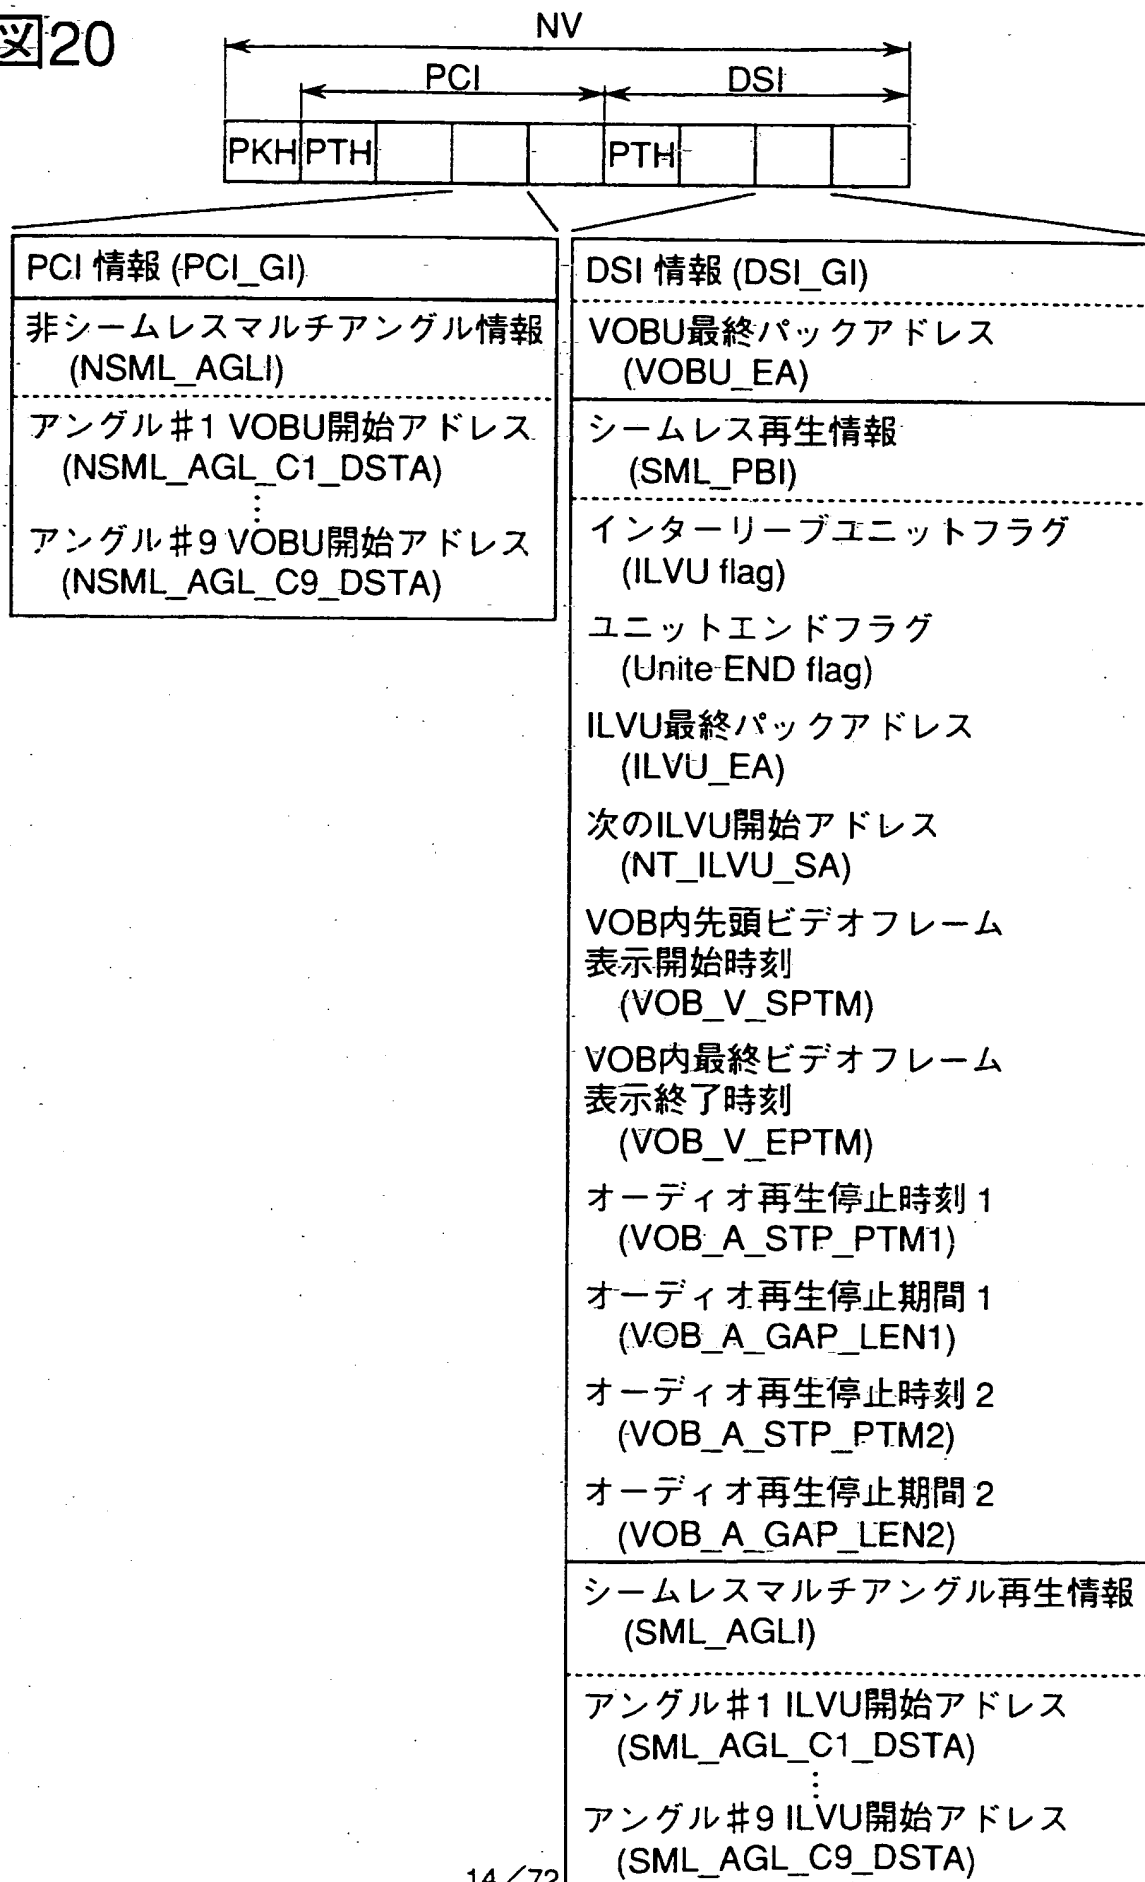 図20
NV
PCI
DSI
PKH PTH PTH
PCI 情報 (PCI_GI)
非シームレスマルチアングル情報
(NSML_AGLI)
アングル＃1 VOBU開始アドレス
(NSML_AGL_C1_DSTA)
⋮
アングル＃9 VOBU開始アドレス
(NSML_AGL_C9_DSTA)
DSI 情報 (DSI_GI)
VOBU最終パックアドレス
(VOBU_EA)
シームレス再生情報
(SML_PBI)
インターリーブユニットフラグ
(ILVU flag)
ユニットエンドフラグ
(Unite END flag)
ILVU最終パックアドレス
(ILVU_EA)
次のILVU開始アドレス
(NT_ILVU_SA)
VOB内先頭ビデオフレーム
表示開始時刻
(VOB_V_SPTM)
VOB内最終ビデオフレーム
表示終了時刻
(VOB_V_EPTM)
オーディオ再生停止時刻 1
(VOB_A_STP_PTM1)
オーディオ再生停止期間 1
(VOB_A_GAP_LEN1)
オーディオ再生停止時刻 2
(VOB_A_STP_PTM2)
オーディオ再生停止期間 2
(VOB_A_GAP_LEN2)
シームレスマルチアングル再生情報
(SML_AGLI)
アングル＃1 ILVU開始アドレス
(SML_AGL_C1_DSTA)
⋮
アングル＃9 ILVU開始アドレス
(SML_AGL_C9_DSTA)
14／72